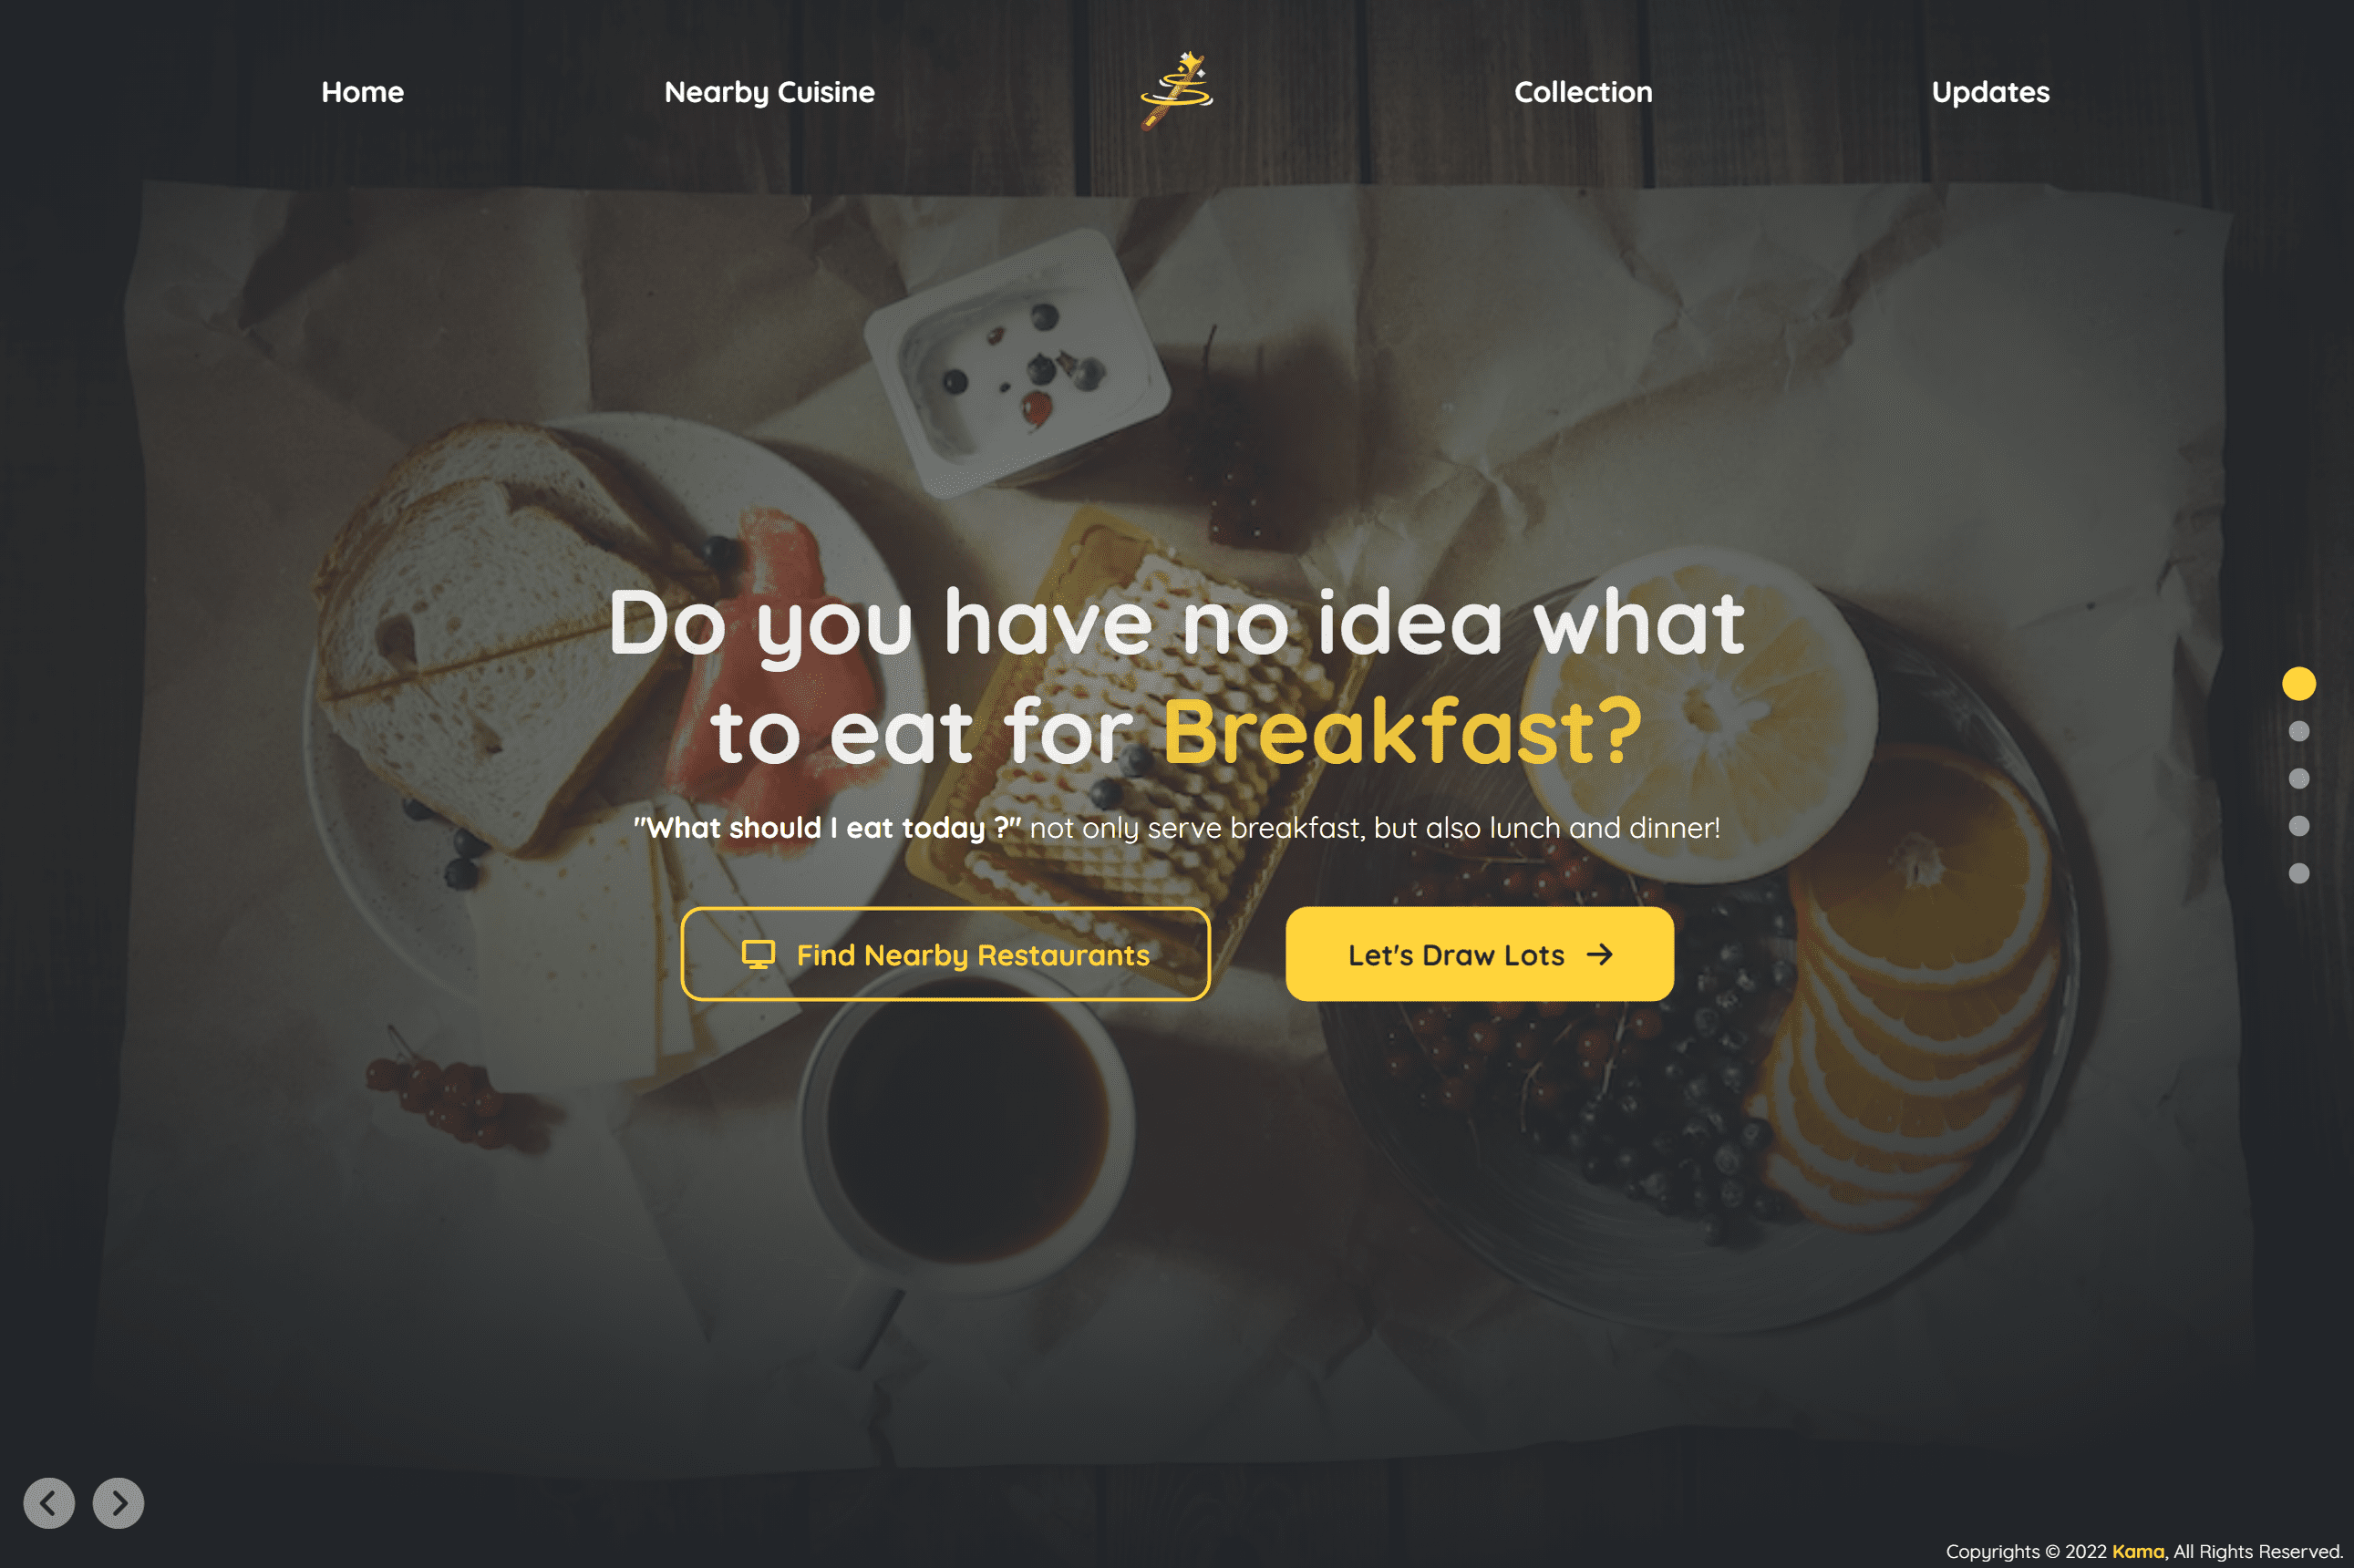 Home
Nearby Cuisine
Collection
Updates
Do you have no idea what
to eat for Breakfast?
"What should I eat today ?" not only serve breakfast, but also lunch and dinner!
Find Nearby Restaurants
Let's Draw Lots →
Copyrights © 2022 Kama, All Rights Reserved.